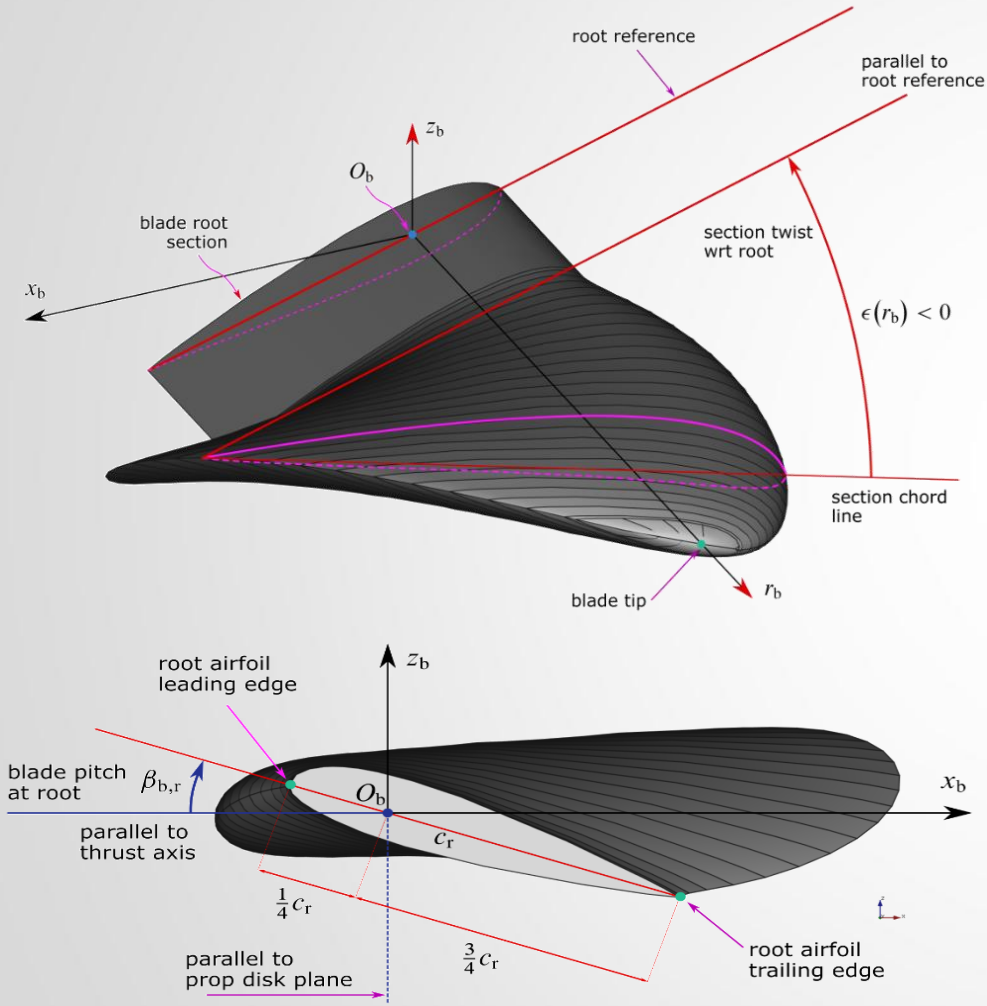 root reference
parallel to
root reference
z_b
O_b
blade root
section
section twist
wrt root
x_b
ϵ(r_b) < 0
section chord
line
blade tip
r_b
root airfoil
leading edge
z_b
blade pitch
at root
β_b,r
O_b
x_b
parallel to
thrust axis
c_r
1/4 c_r
3/4 c_r
parallel to
prop disk plane
root airfoil
trailing edge